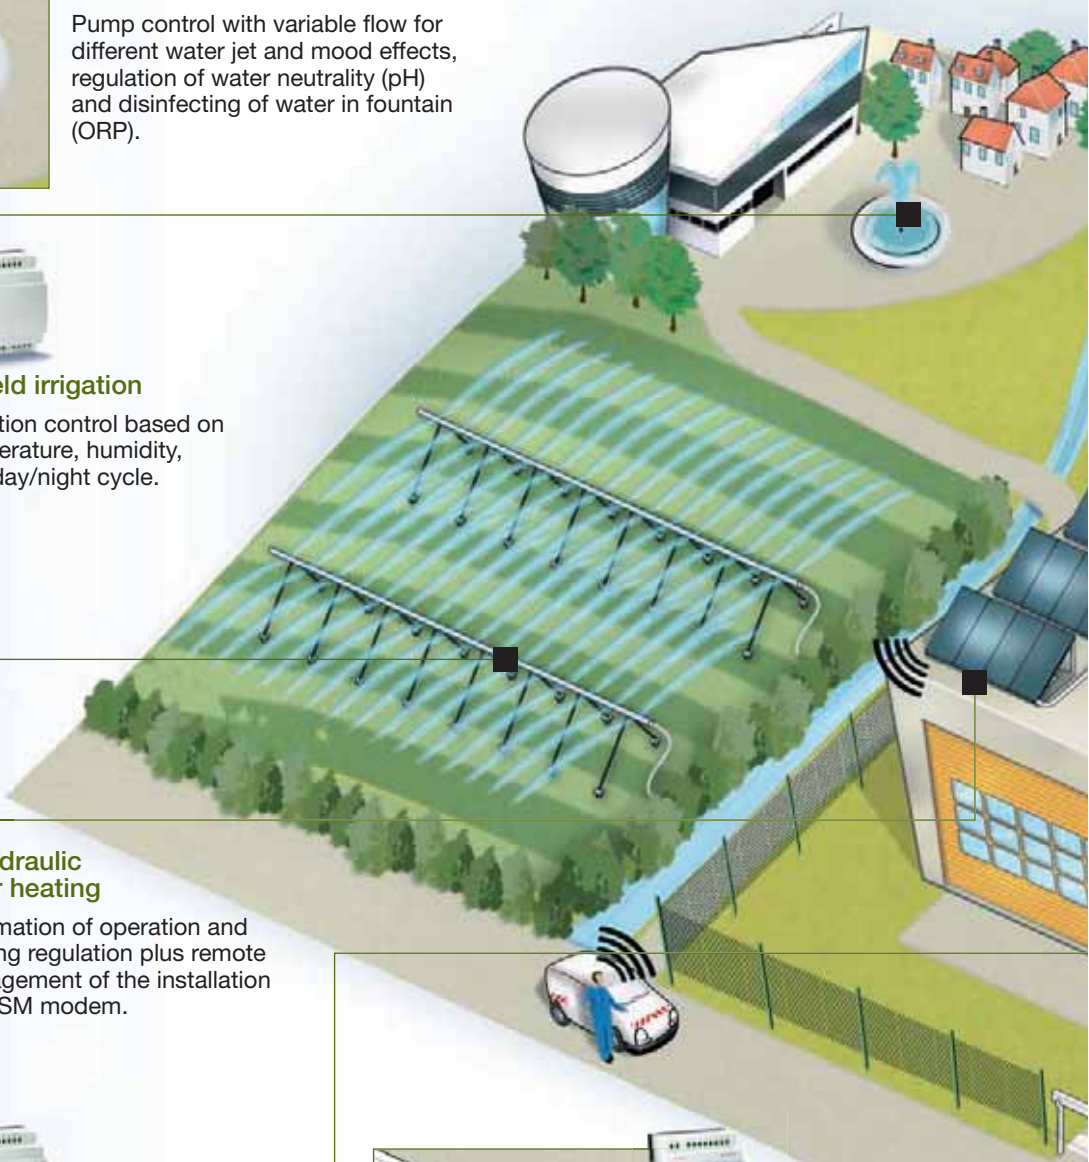 Pump control with variable flow for
different water jet and mood effects,
regulation of water neutrality (pH)
and disinfecting of water in fountain
(ORP).
eld irrigation
tion control based on
erature, humidity,
day/night cycle.
draulic
r heating
mation of operation and
ng regulation plus remote
agement of the installation
SM modem.